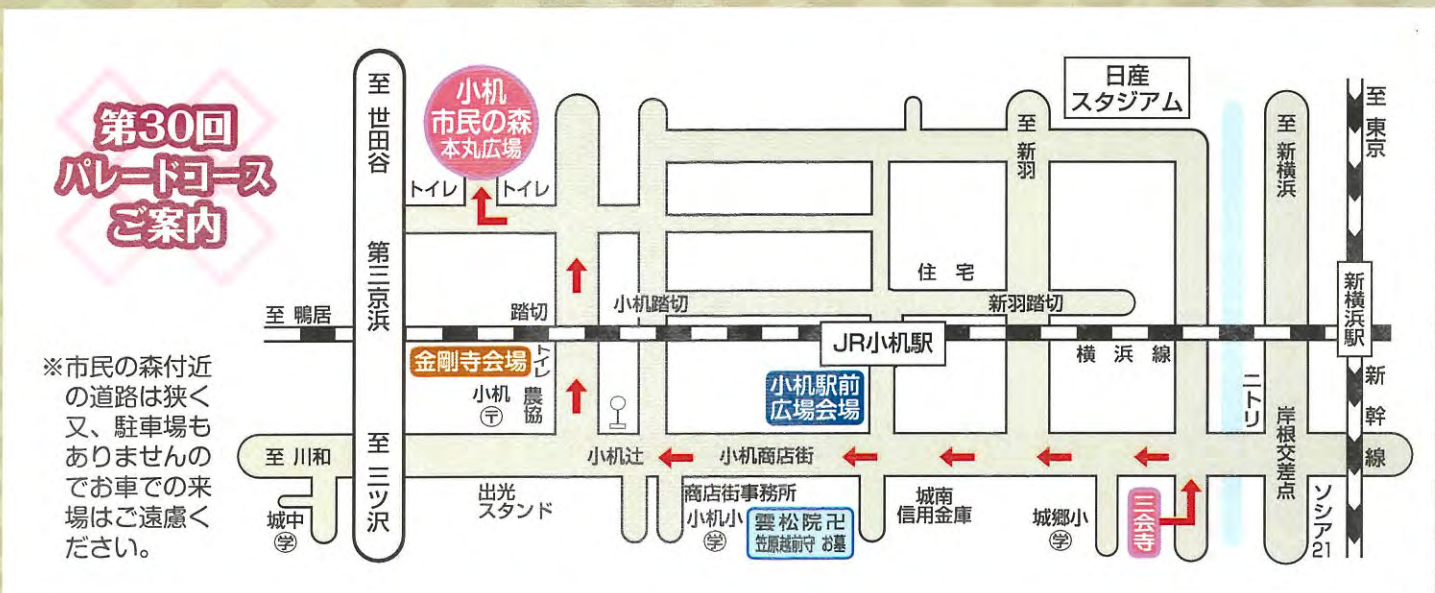 第30回
パレードコース
ご案内
※市民の森付近
の道路は狭く
又、駐車場も
ありませんの
でお車での来
場はご遠慮く
ださい。
至 世田谷
第三京浜
至 三ツ沢
小机
市民の森
本丸広場
トイレ
トイレ
至 新羽
日産
スタジアム
至 新横浜
至 東京
住 宅
至 鴨居
踏切
小机踏切
新羽踏切
JR小机駅
横 浜 線
新横浜駅
新幹線
金剛寺会場
トイレ
小机
〒
農協
小机駅前
広場会場
ニトリ
岸根交差点
至 川和
小机辻
小机商店街
城中
学
出光
スタンド
商店街事務所
小机小
学
雲松院卍
笠原越前守 お墓
城南
信用金庫
城郷小
学
三会寺
ソシア21